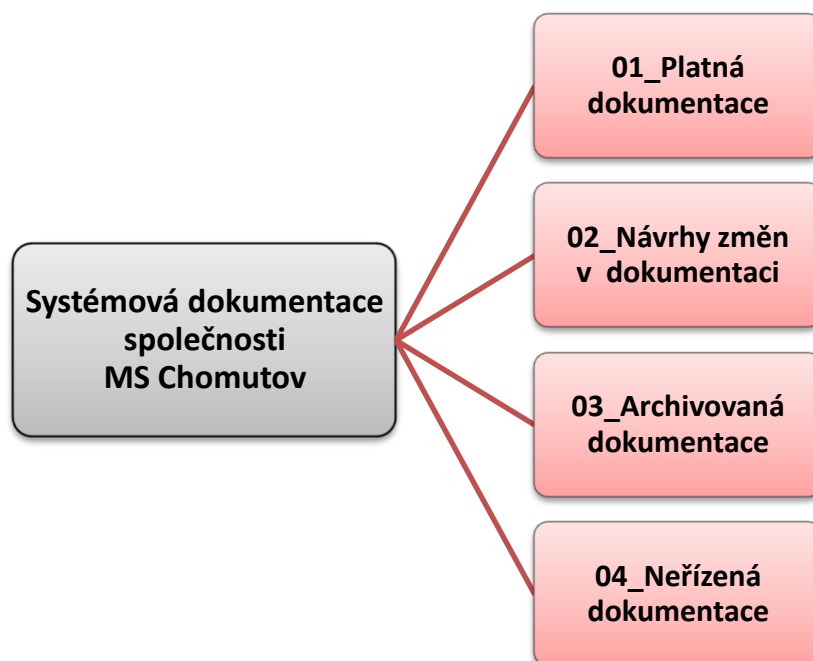 01_Platná
dokumentace
02_Návrhy změn
v  dokumentaci
Systémová dokumentace
společnosti
MS Chomutov
03_Archivovaná
dokumentace
04_Neřízená
dokumentace